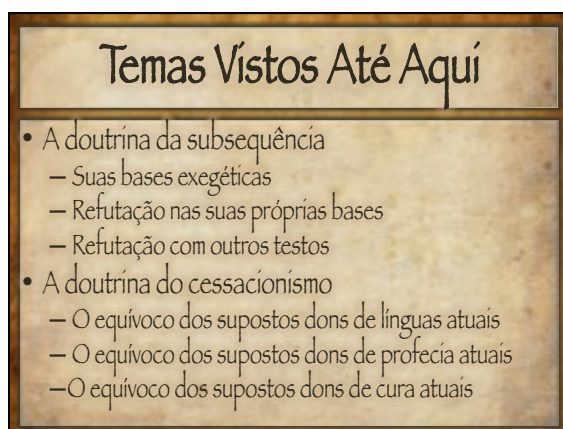 Temas Vistos Até Aqui
• A doutrina da subsequência
– Suas bases exegéticas
– Refutação nas suas próprias bases
– Refutação com outros testos
• A doutrina do cessacionismo
– O equívoco dos supostos dons de línguas atuais
– O equívoco dos supostos dons de profecia atuais
–O equívoco dos supostos dons de cura atuais